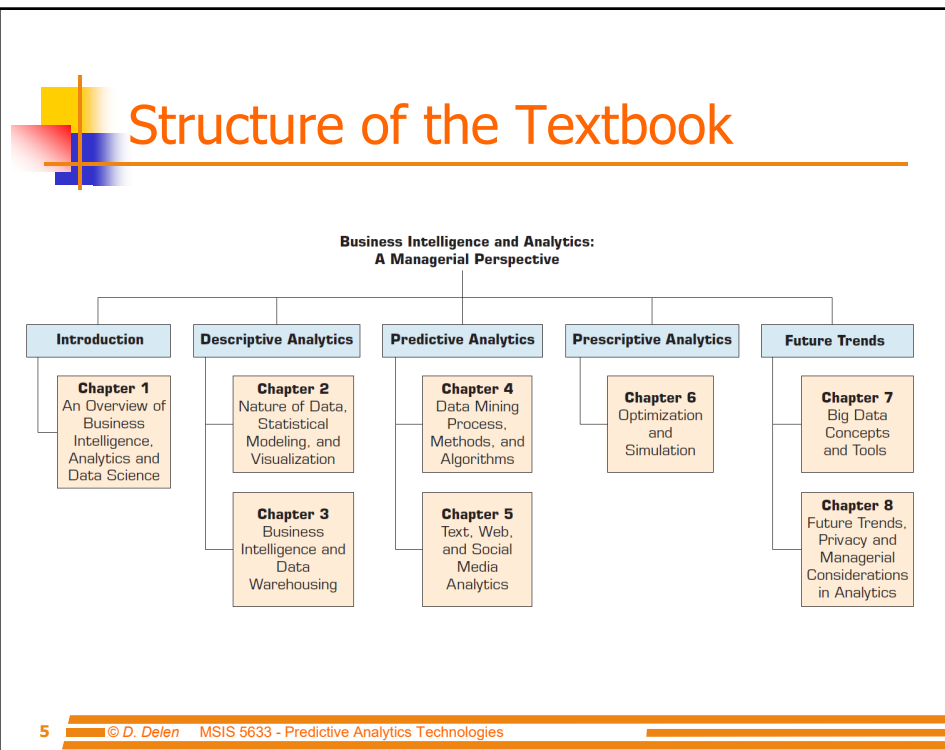 Structure of the Textbook
Business Intelligence and Analytics:
A Managerial Perspective
Introduction
Descriptive Analytics
Predictive Analytics
Prescriptive Analytics
Future Trends
Chapter 1
An Overview of
Business
Intelligence,
Analytics and
Data Science
Chapter 2
Nature of Data,
Statistical
Modeling, and
Visualization
Chapter 3
Business
Intelligence and
Data
Warehousing
Chapter 4
Data Mining
Process,
Methods, and
Algorithms
Chapter 5
Text, Web,
and Social
Media
Analytics
Chapter 6
Optimization
and
Simulation
Chapter 7
Big Data
Concepts
and Tools
Chapter 8
Future Trends,
Privacy and
Managerial
Considerations
in Analytics
5 © D. Delen MSIS 5633 - Predictive Analytics Technologies